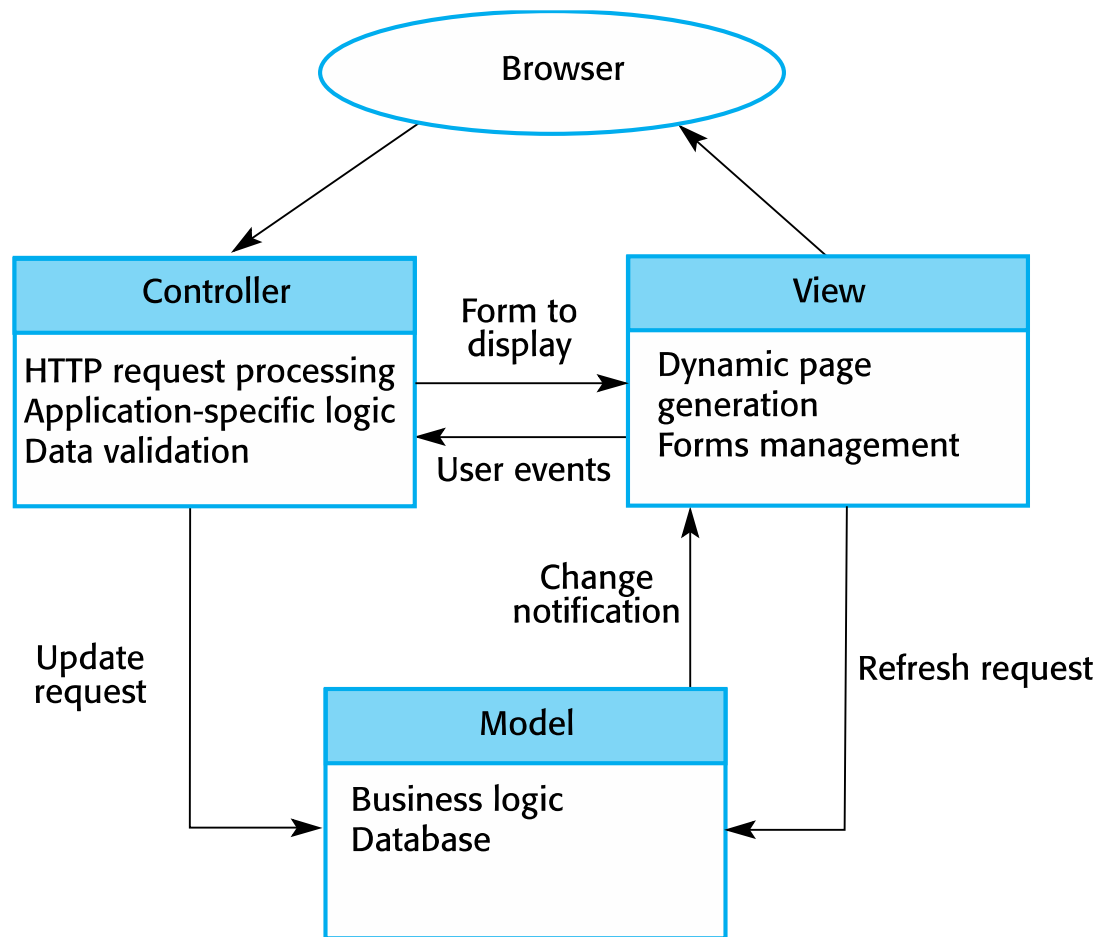 Browser
Controller
HTTP request processing
Application-specific logic
Data validation
Form to
display
User events
View
Dynamic page
generation
Forms management
Update
request
Change
notification
Refresh request
Model
Business logic
Database